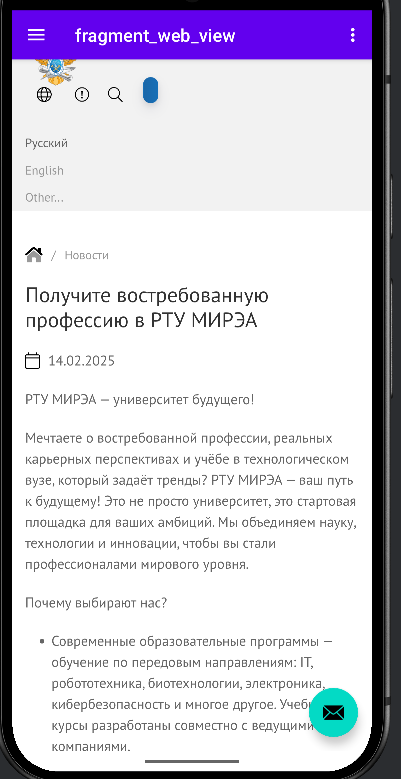 fragment_web_view
Русский
English
Other...
/ Новости
Получите востребованную
профессию в РТУ МИРЭА
14.02.2025
РТУ МИРЭА — университет будущего!
Мечтаете о востребованной профессии, реальных
карьерных перспективах и учёбе в технологическом
вузе, который задаёт тренды? РТУ МИРЭА — ваш путь
к будущему! Это не просто университет, это стартовая
площадка для ваших амбиций. Мы объединяем науку,
технологии и инновации, чтобы вы стали
профессионалами мирового уровня.
Почему выбирают нас?
• Современные образовательные программы —
обучение по передовым направлениям: IT,
робототехника, биотехнологии, электроника,
кибербезопасность и многое другое.
курсы разработаны совместно с ведущими
компаниями.